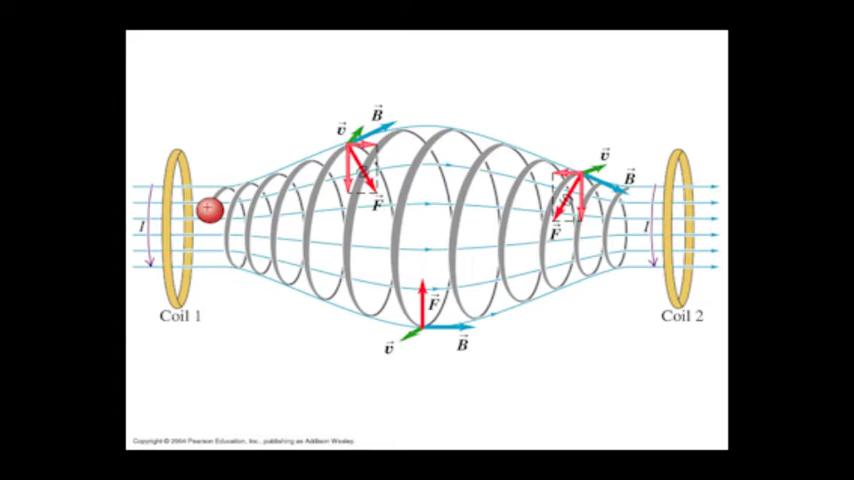 v B
v
B
F
F
I
I
F
Coil 1
Coil 2
v
B
Copyright © 2004 Pearson Education, Inc., publishing as Addison Wesley.